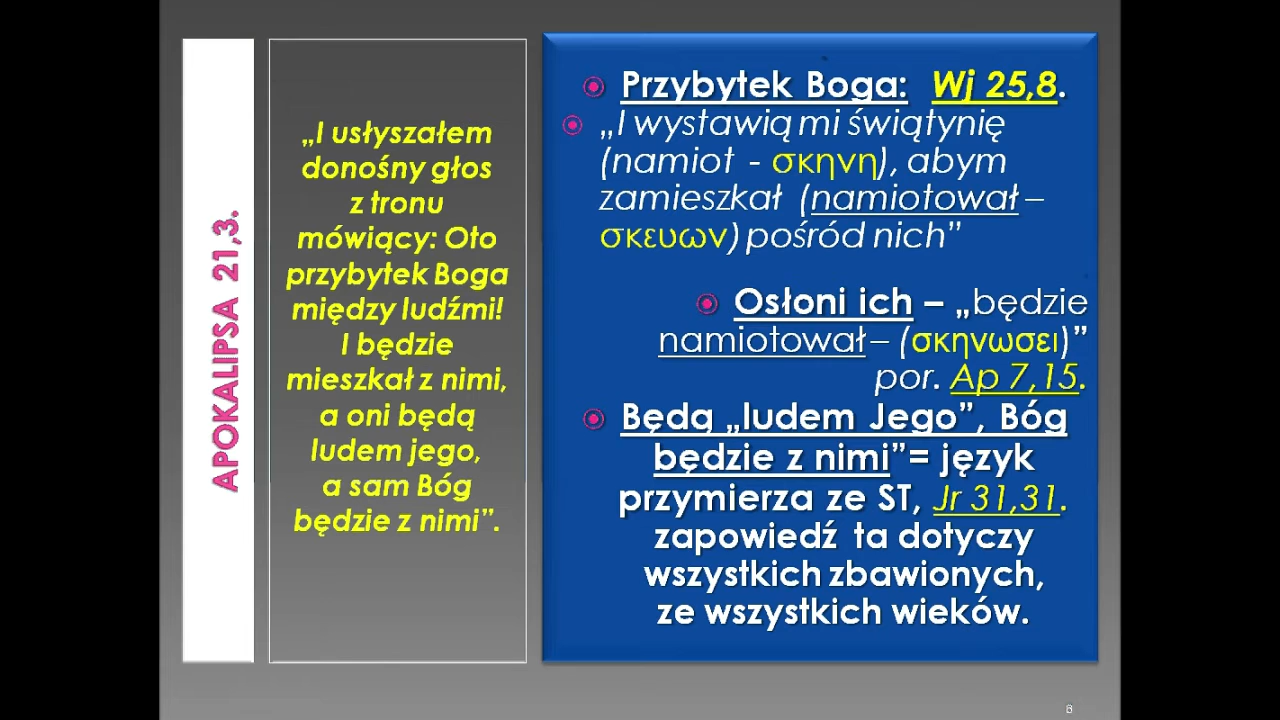 APOKALIPSA 21,3.
„I usłyszałem
donośny głos
z tronu
mówiący: Oto
przybytek Boga
między ludźmi!
I będzie
mieszkał z nimi,
a oni będą
ludem jego,
a sam Bóg
będzie z nimi”.
Przybytek Boga: Wj 25,8.
„I wystawią mi świątynię
(namiot - σκηνη), abym
zamieszkał (namiotował –
σκευων) pośród nich”
Osłoni ich – „będzie
namiotował – (σκηνωσει)”
por. Ap 7,15.
Będą „ludem Jego”, Bóg
będzie z nimi”= język
przymierza ze ST, Jr 31,31.
zapowiedź ta dotyczy
wszystkich zbawionych,
ze wszystkich wieków.
8